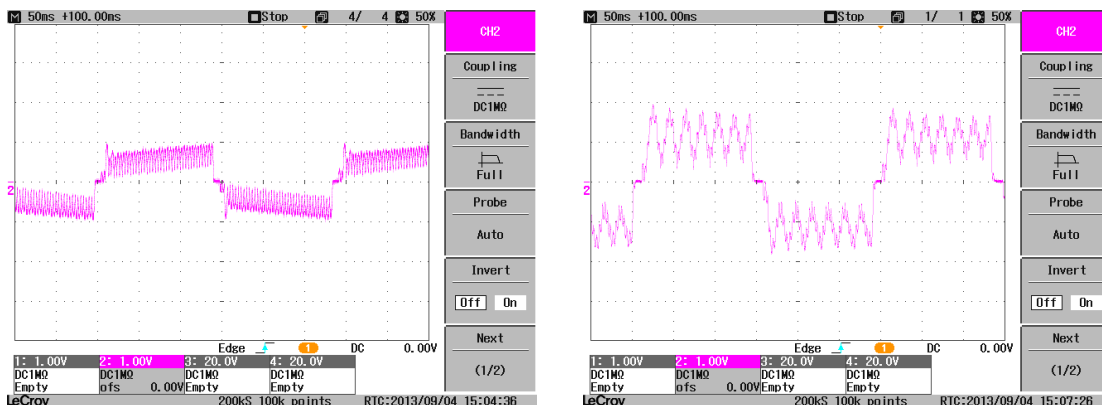 M 50ms +100.00ms Stop 4/ 4 50%
CH2
Coupling
DC1MΩ
Bandwidth
Full
Probe
Auto
Invert
Off On
Next
(1/2)
2
Edge 1 DC 0.00V
1: 1.00V 2: 1.00V 3: 20.0V 4: 20.0V
DC1MΩ DC1MΩ DC1MΩ DC1MΩ
Empty ofs 0.00V Empty Empty
LeCroy 200kS 100k points RTC:2013/09/04 15:04:36
M 50ms +100.00ms Stop 1/ 1 50%
CH2
Coupling
DC1MΩ
Bandwidth
Full
Probe
Auto
Invert
Off On
Next
(1/2)
2
Edge 1 DC 0.00V
1: 1.00V 2: 1.00V 3: 20.0V 4: 20.0V
DC1MΩ DC1MΩ DC1MΩ DC1MΩ
Empty ofs 0.00V Empty Empty
LeCroy 200kS 100k points RTC:2013/09/04 15:07:26